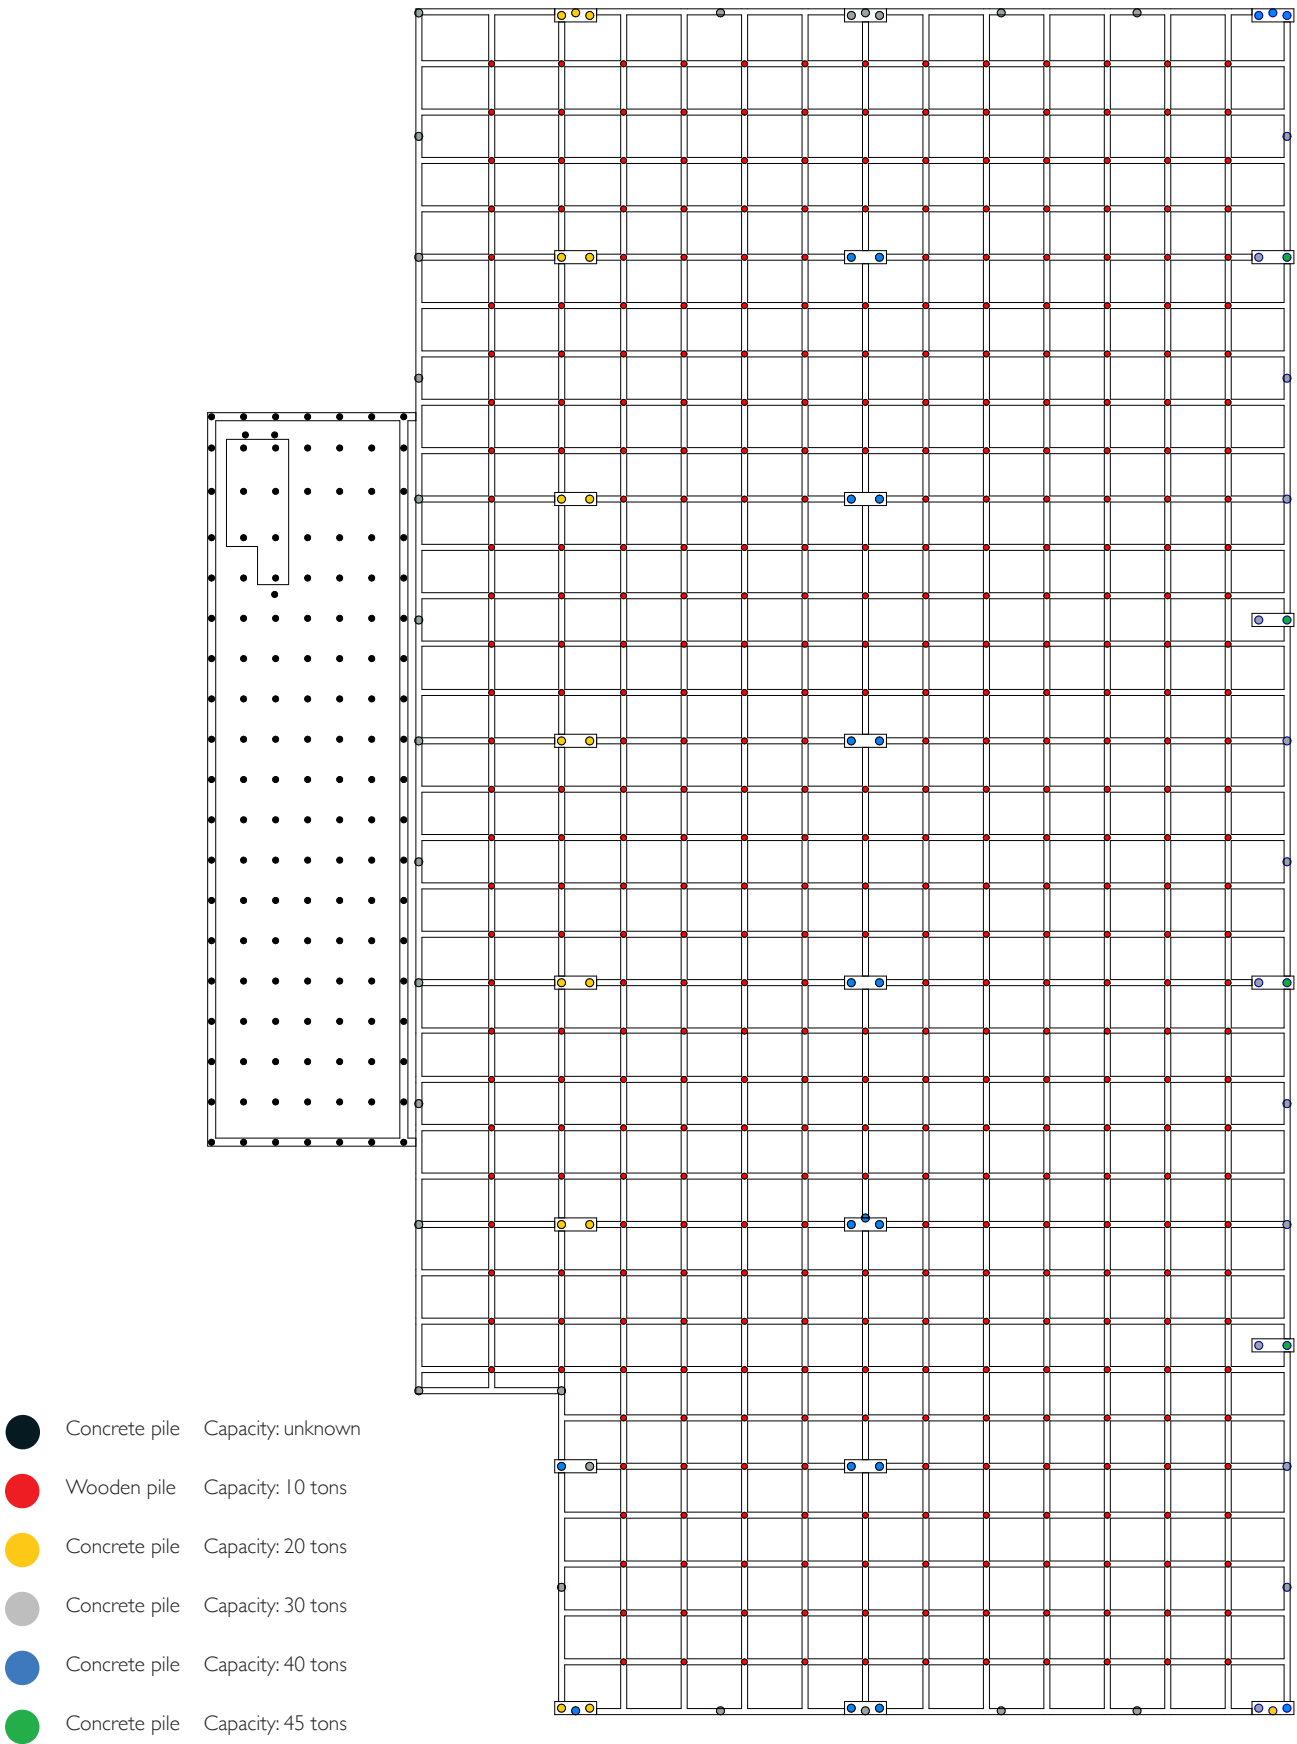 Concrete pile Capacity: unknown
Wooden pile Capacity: 10 tons
Concrete pile Capacity: 20 tons
Concrete pile Capacity: 30 tons
Concrete pile Capacity: 40 tons
Concrete pile Capacity: 45 tons